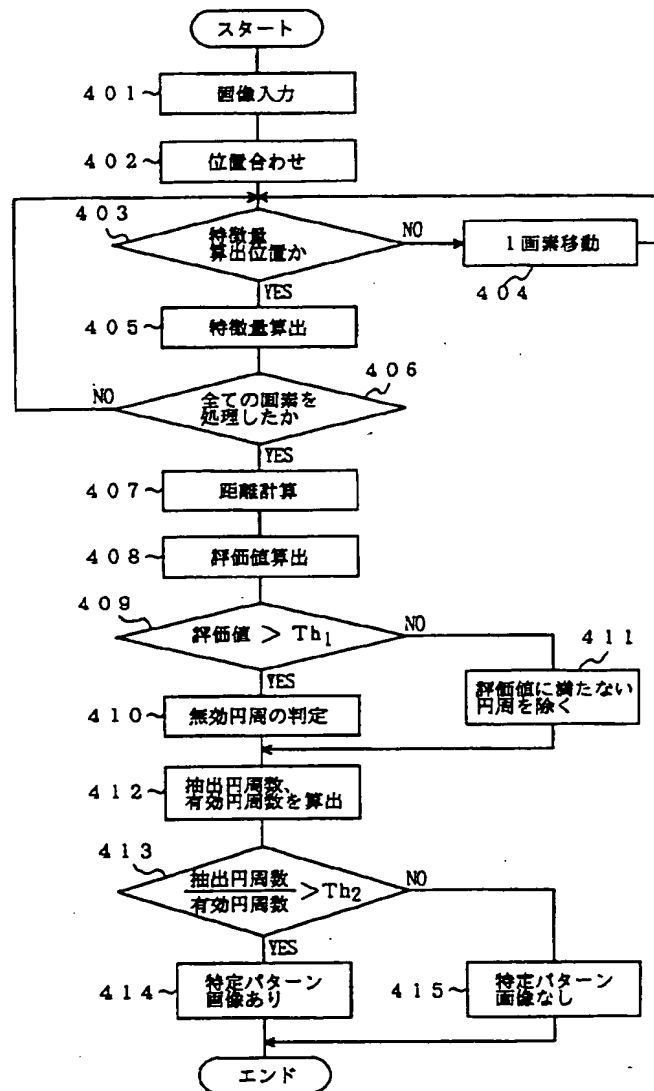 スタート
401
画像入力
402
位置合わせ
403
特徴量
算出位置か
NO
1画素移動
404
YES
405
特徴量算出
406
NO
全ての画素を
処理したか
YES
407
距離計算
408
評価値算出
409
評価値 > Th1
NO
411
YES
評価値に満たない
円周を除く
410
無効円周の判定
412
抽出円周数、
有効円周数を算出
413
抽出円周数
有効円周数
>Th2
NO
YES
414
特定パターン
画像あり
415
特定パターン
画像なし
エンド